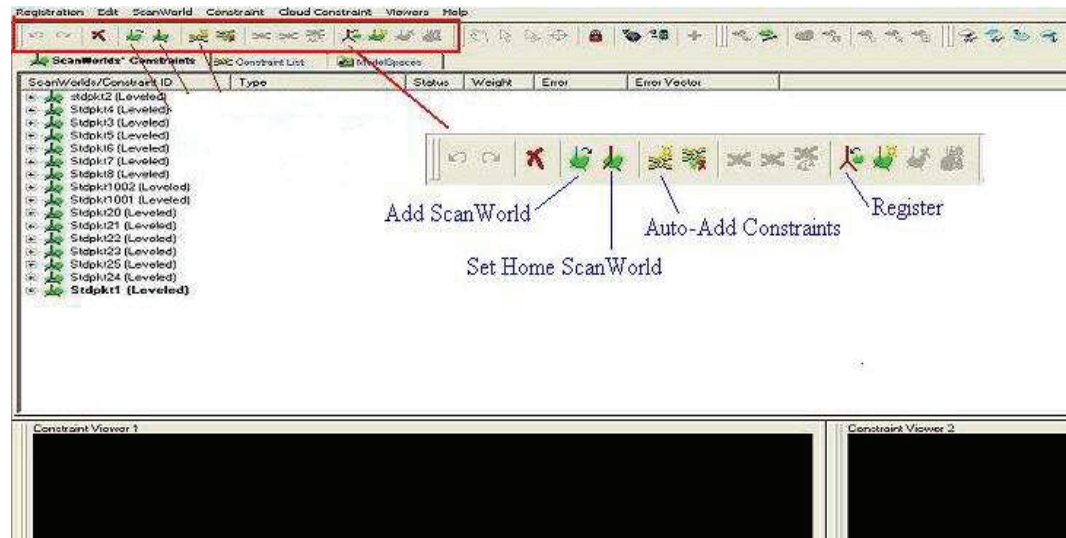 Registration Edit ScanWorld Constraint Cloud Constraint Viewers Help
ScanWorlds' Constraints Constraint List ModelSpaces
ScanWorlds/Constraint ID Type Status Weight Error Error Vector
stdpkt2 (Leveled)
Stdpkt4 (Leveled)
Stdpkt3 (Leveled)
Stdpkt5 (Leveled)
Stdpkt6 (Leveled)
Stdpkt7 (Leveled)
Stdpkt8 (Leveled)
Stdpkt1002 (Leveled)
Stdpkt1001 (Leveled)
Stdpkt20 (Leveled)
Stdpkt21 (Leveled)
Stdpkt22 (Leveled)
Stdpkt23 (Leveled)
Stdpkt25 (Leveled)
Stdpkt24 (Leveled)
Stdpkt1 (Leveled)
Add ScanWorld
Set Home ScanWorld
Auto-Add Constraints
Register
Constraint Viewer 1
Constraint Viewer 2